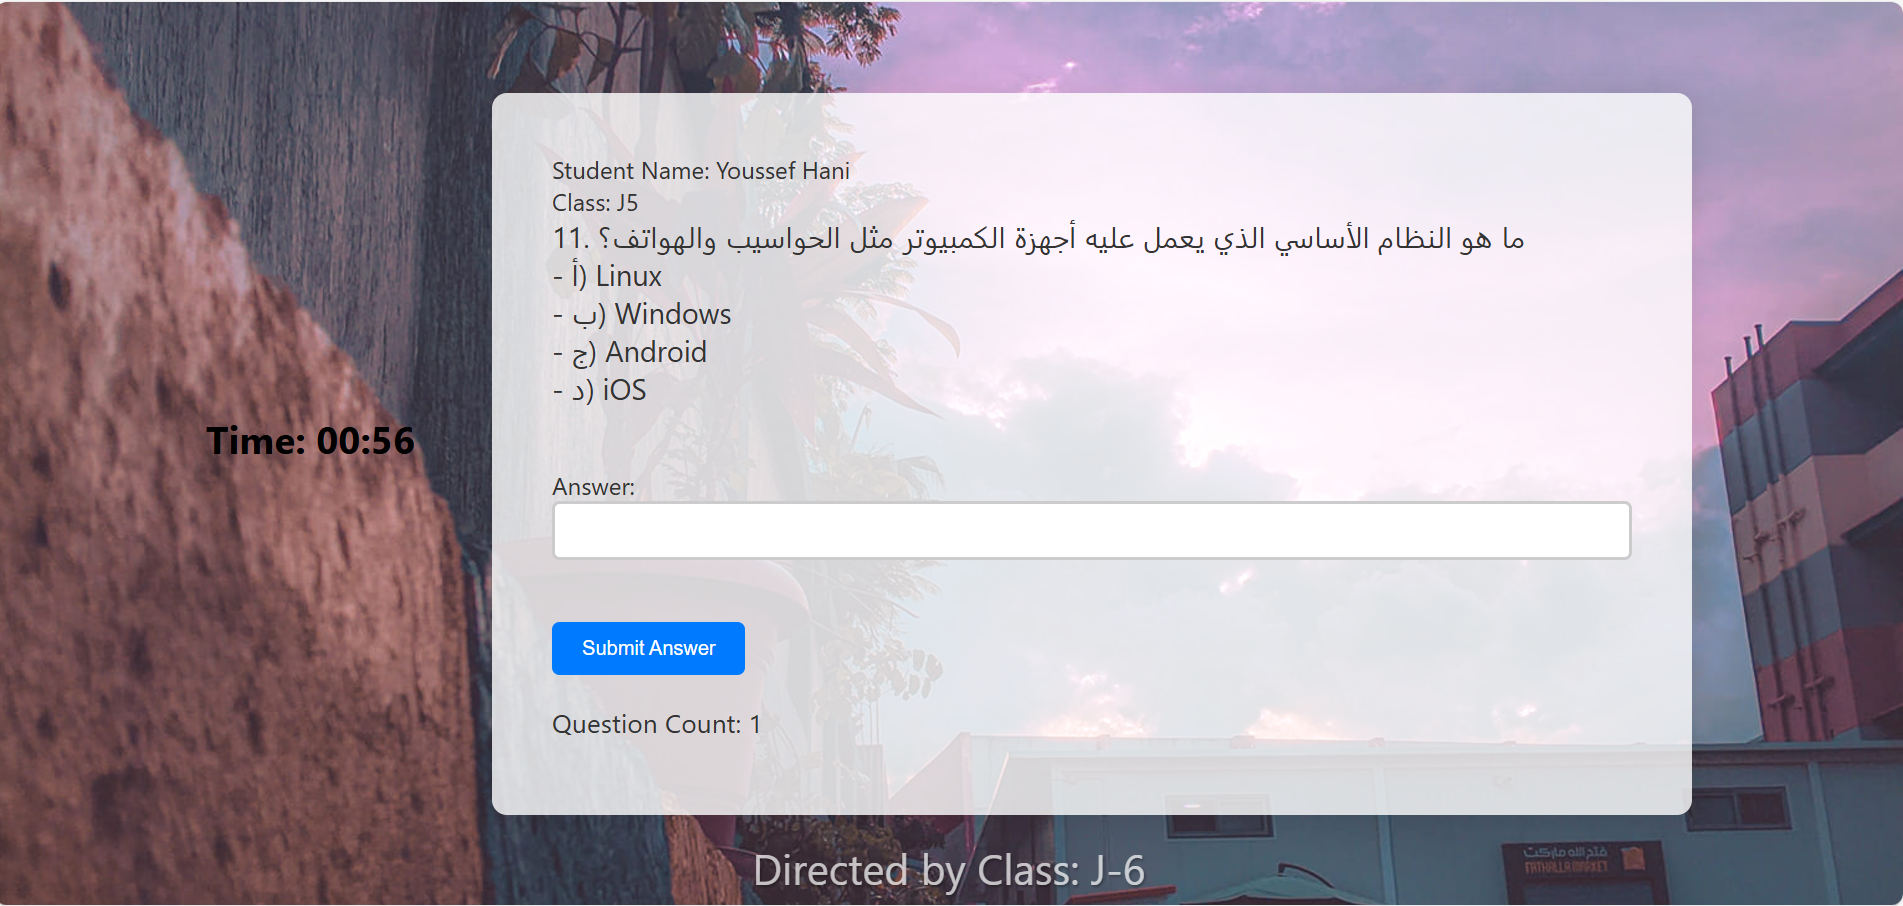 Student Name: Youssef Hani
Class: J5
11. ما هو النظام الأساسي الذي يعمل عليه أجهزة الكمبيوتر مثل الحواسيب والهواتف؟
- أ) Linux
- ب) Windows
- ج) Android
- د) iOS
Time: 00:56
Answer:
Submit Answer
Question Count: 1
فتح الله ماركت
FATHALLA MARKET
Directed by Class: J-6